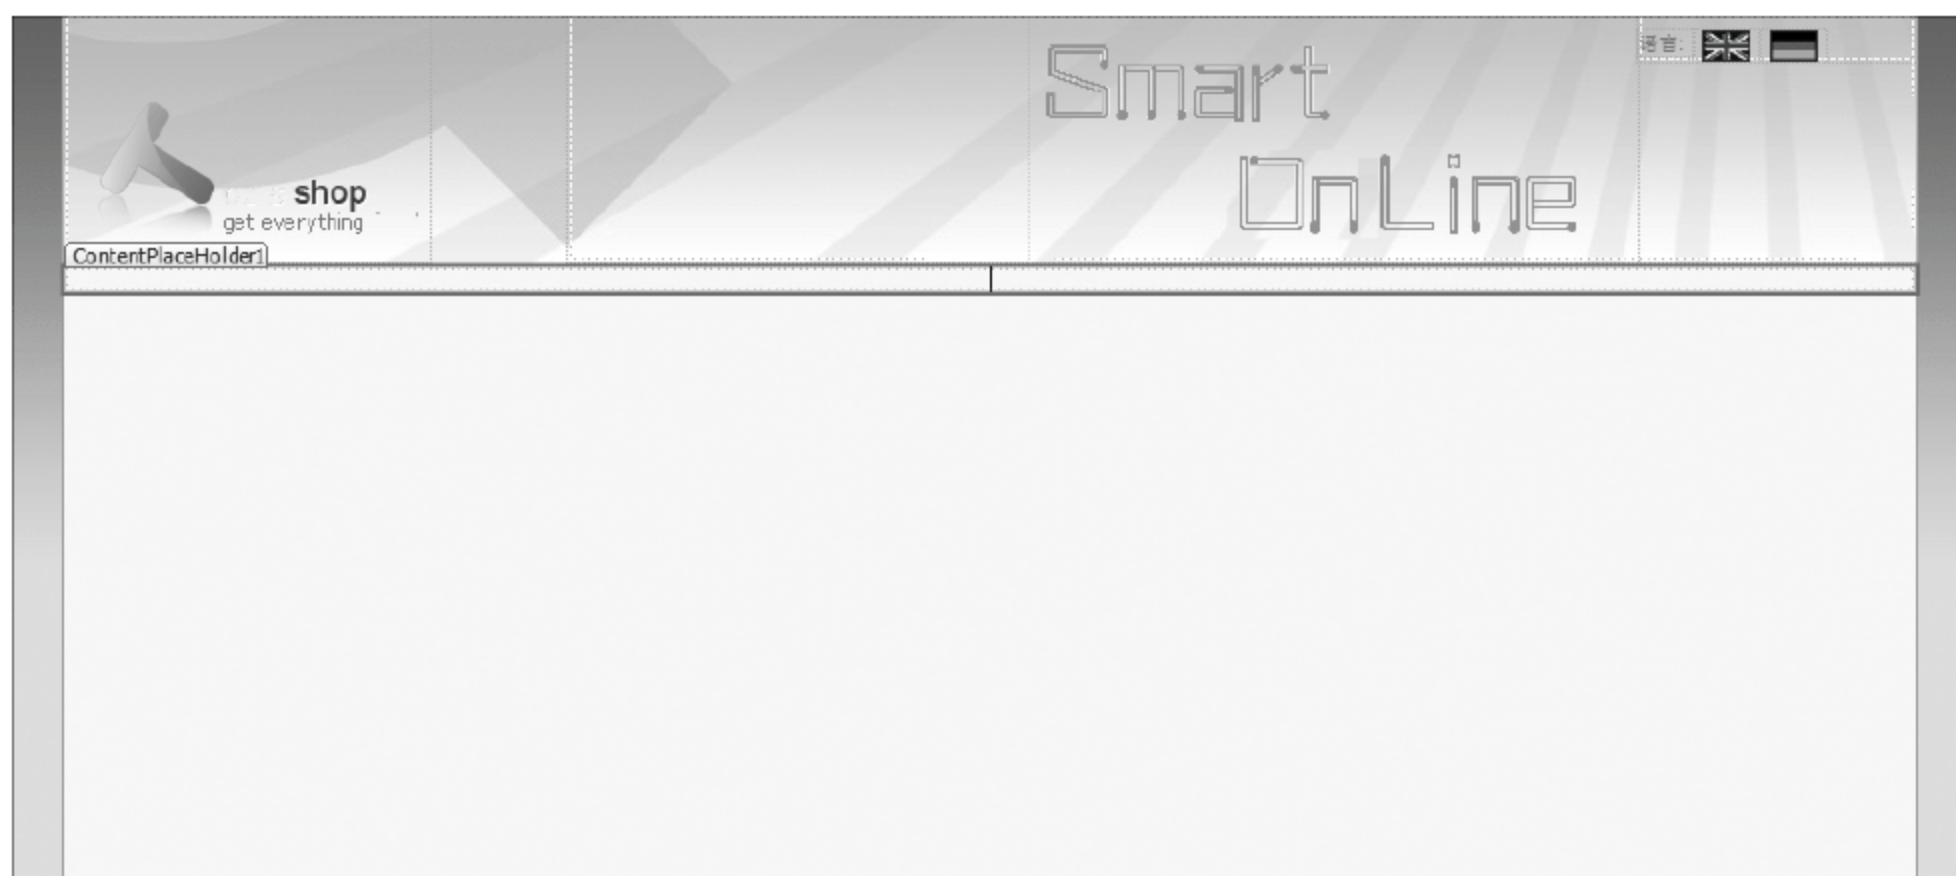 语言:
Smart
OnLine
shop
get everything
ContentPlaceHolder1